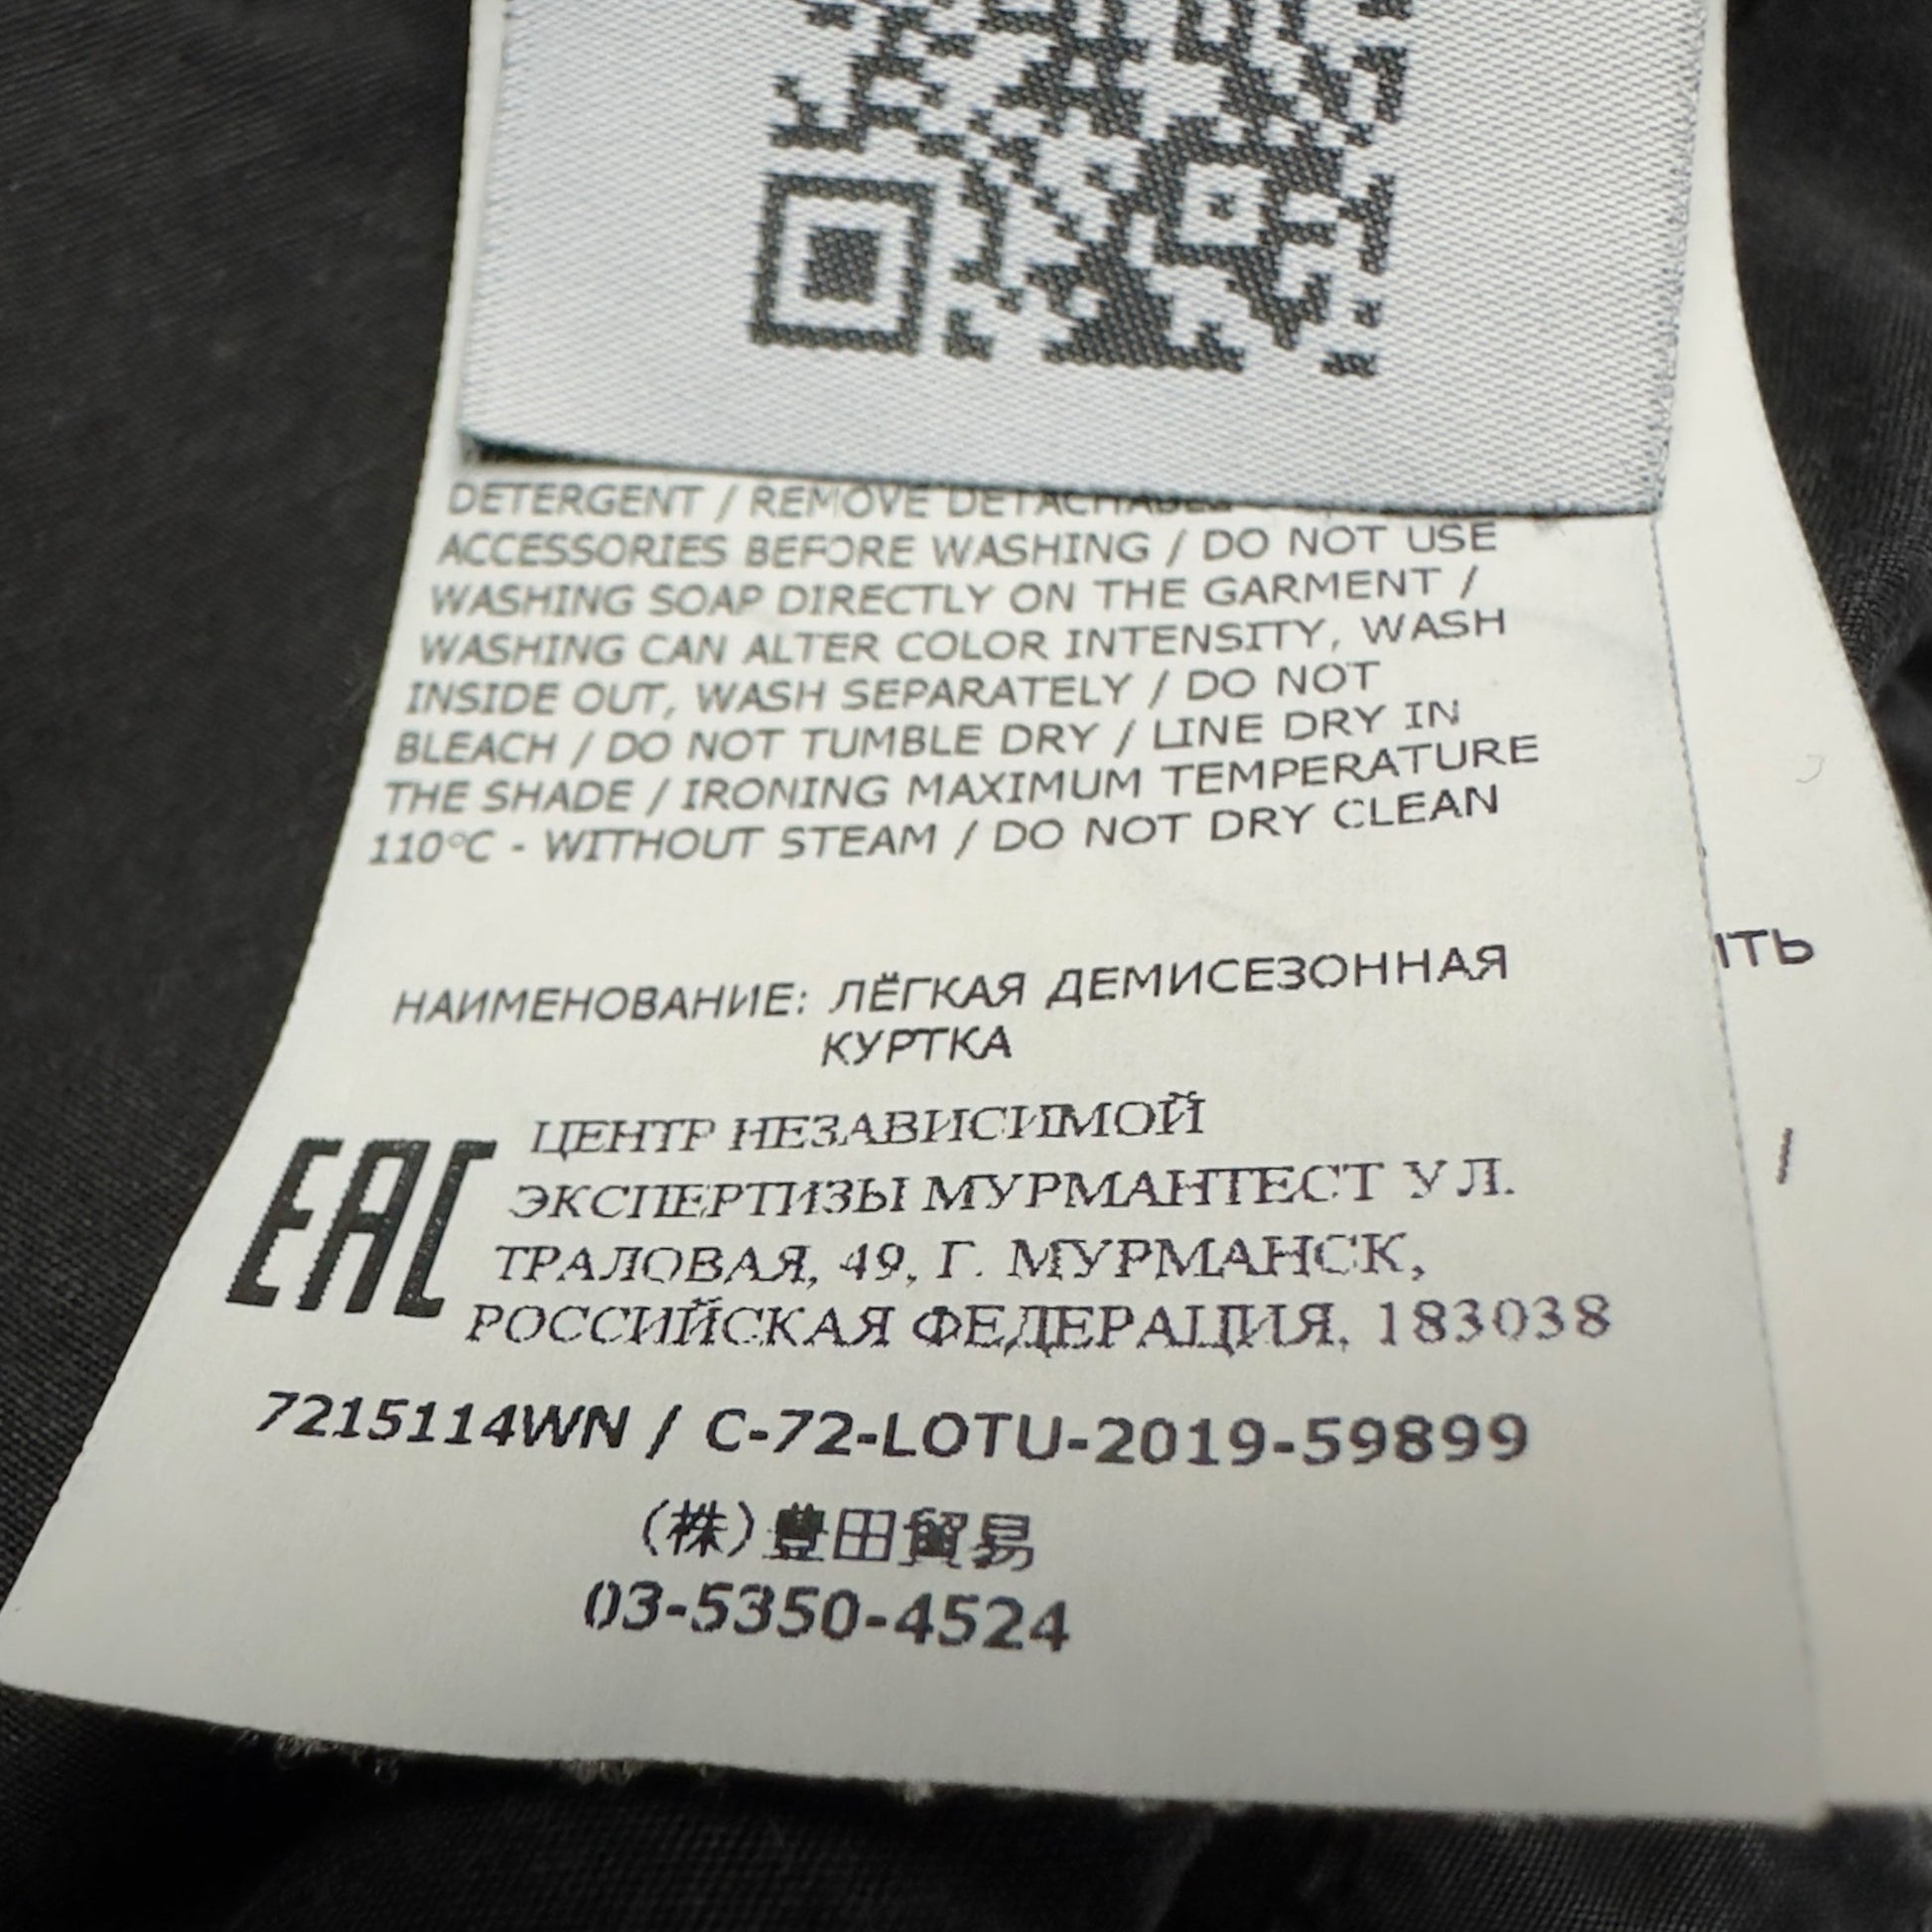 DETERGENT / REMOVE DETACHABLE
ACCESSORIES BEFORE WASHING / DO NOT USE
WASHING SOAP DIRECTLY ON THE GARMENT /
WASHING CAN ALTER COLOR INTENSITY, WASH
INSIDE OUT, WASH SEPARATELY / DO NOT
BLEACH / DO NOT TUMBLE DRY / LINE DRY IN
THE SHADE / IRONING MAXIMUM TEMPERATURE
110°C - WITHOUT STEAM / DO NOT DRY CLEAN
НАИМЕНОВАНИЕ: ЛЁГКАЯ ДЕМИСЕЗОННАЯ
КУРТКА
EAC
ЦЕНТР НЕЗАВИСИМОЙ
ЭКСПЕРТИЗЫ МУРМАНТЕСТ УЛ.
ТРАЛОВАЯ, 49, Г. МУРМАНСК,
РОССИЙСКАЯ ФЕДЕРАЦИЯ, 183038
7215114WN / C-72-LOTU-2019-59899
(株)豊田貿易
03-5350-4524